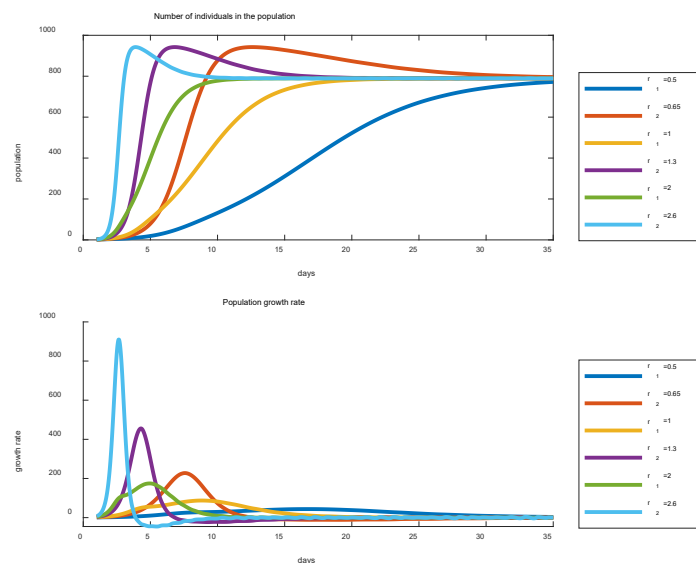 Number of individuals in the population
1000
800
600
400
200
0
population
0 5 10 15 20 25 30 35
days
r 1 =0.5
r 2 =0.65
r 1 =1
r 2 =1.3
r 1 =2
r 2 =2.6
Population growth rate
1000
800
600
400
200
0
growth rate
0 5 10 15 20 25 30 35
days
r 1 =0.5
r 2 =0.65
r 1 =1
r 2 =1.3
r 1 =2
r 2 =2.6